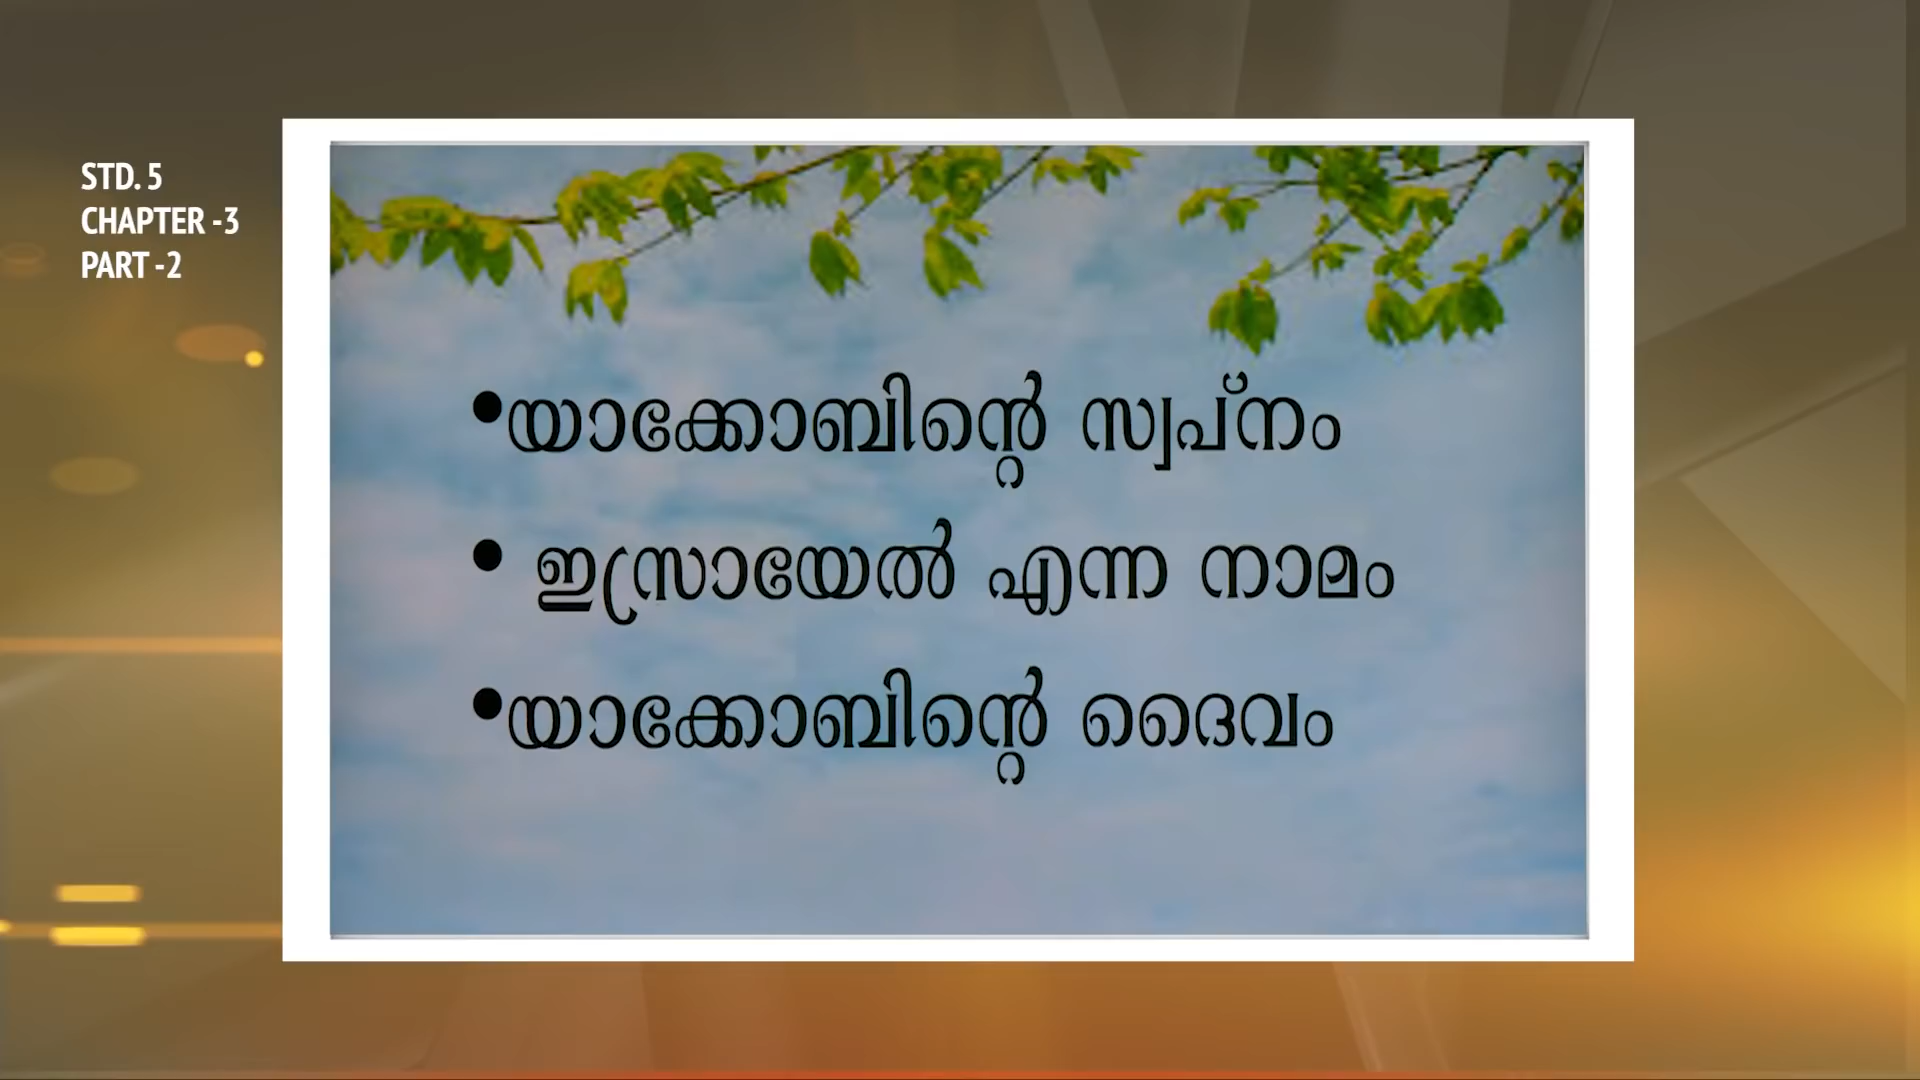 STD. 5
CHAPTER -3
PART -2
•യാക്കോബിന്റെ സ്വപ്നം
• ഇസ്രായേൽ എന്ന നാമം
•യാക്കോബിന്റെ ദൈവം